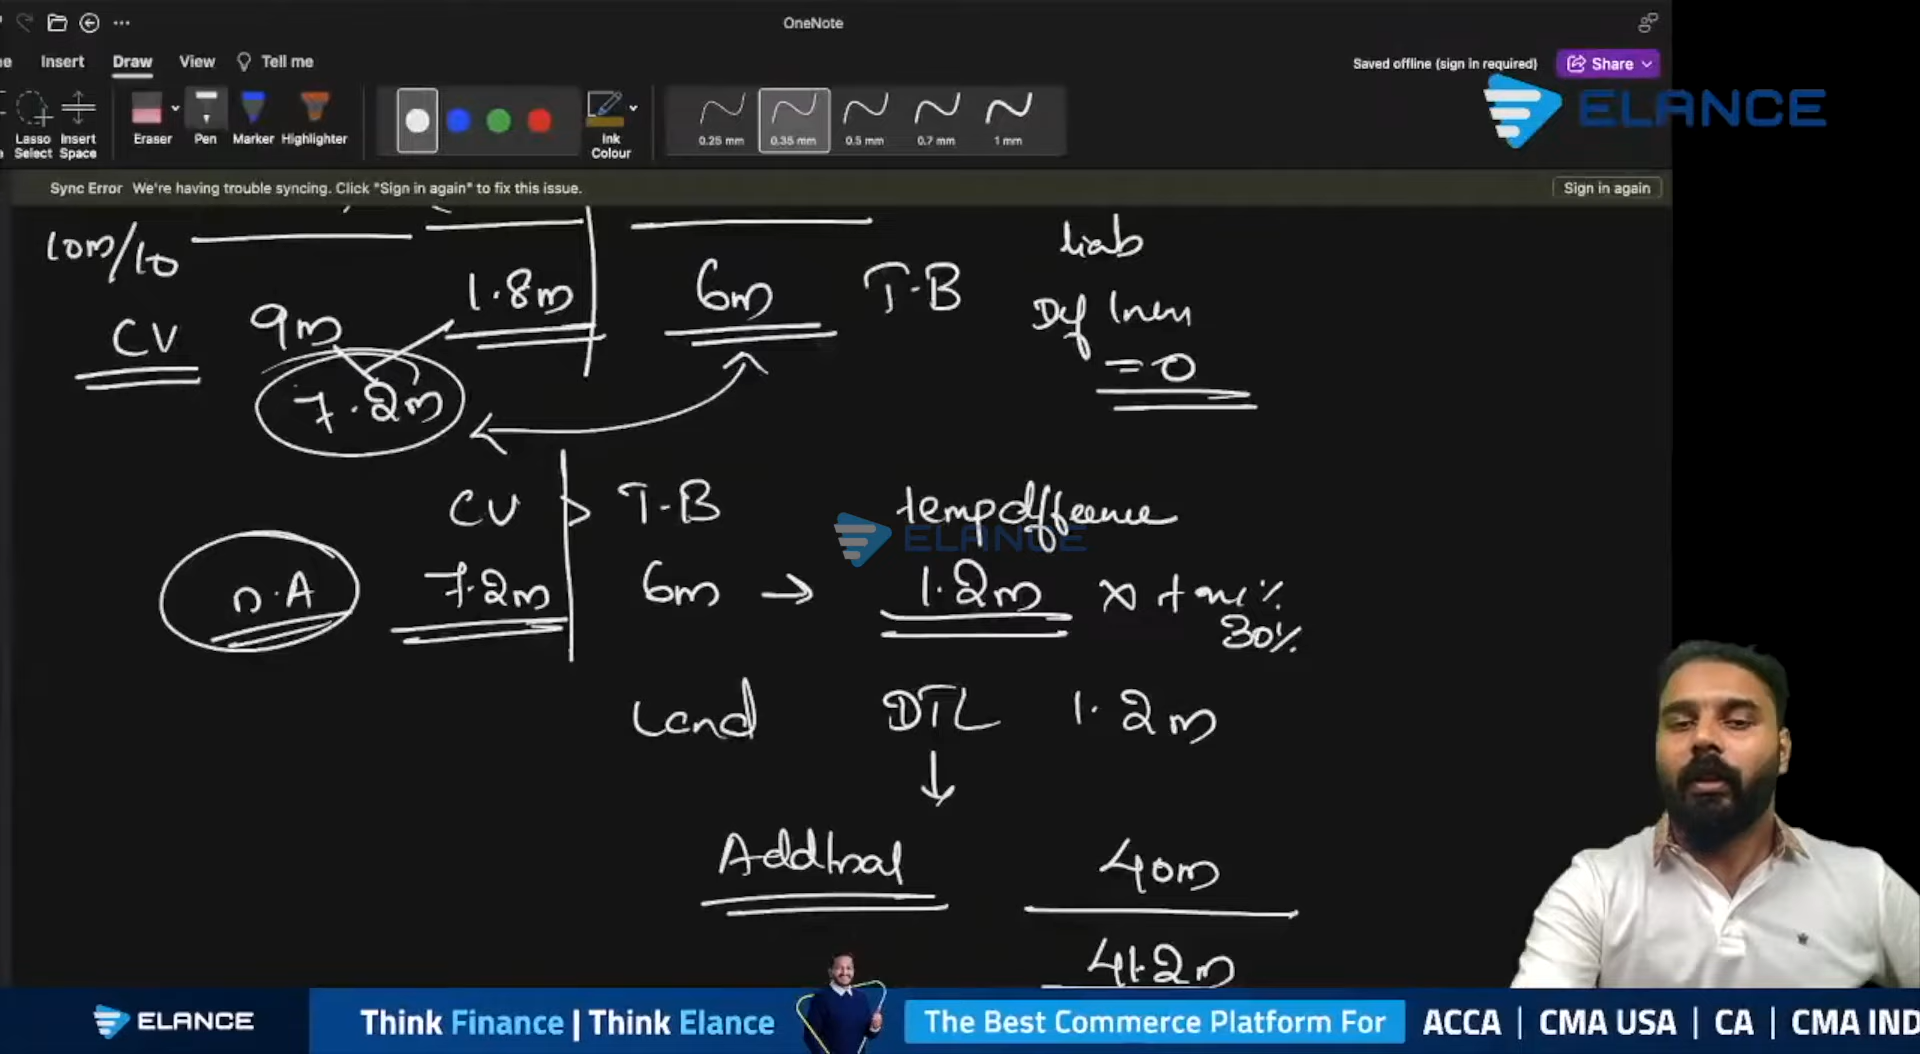 OneNote
Insert Draw View Tell me
Saved offline (sign in required) Share
Lasso Select Insert Space Eraser Pen Marker Highlighter Ink Colour 0.25 mm 0.35 mm 0.5 mm 0.7 mm 1 mm
ELANCE
Sync Error We're having trouble syncing. Click "Sign in again" to fix this issue. Sign in again
10m/10 1.8m 6m T.B liab
CV 9m Def Incm
7.2m = 0
CV > T-B temp dffeence
ELANCE
n.A 7.2m 6m → 1.2m x
30%
Land DTL 1.2m
↓
40m
41.2m
ELANCE Think Finance | Think Elance The Best Commerce Platform For ACCA | CMA USA | CA | CMA IND